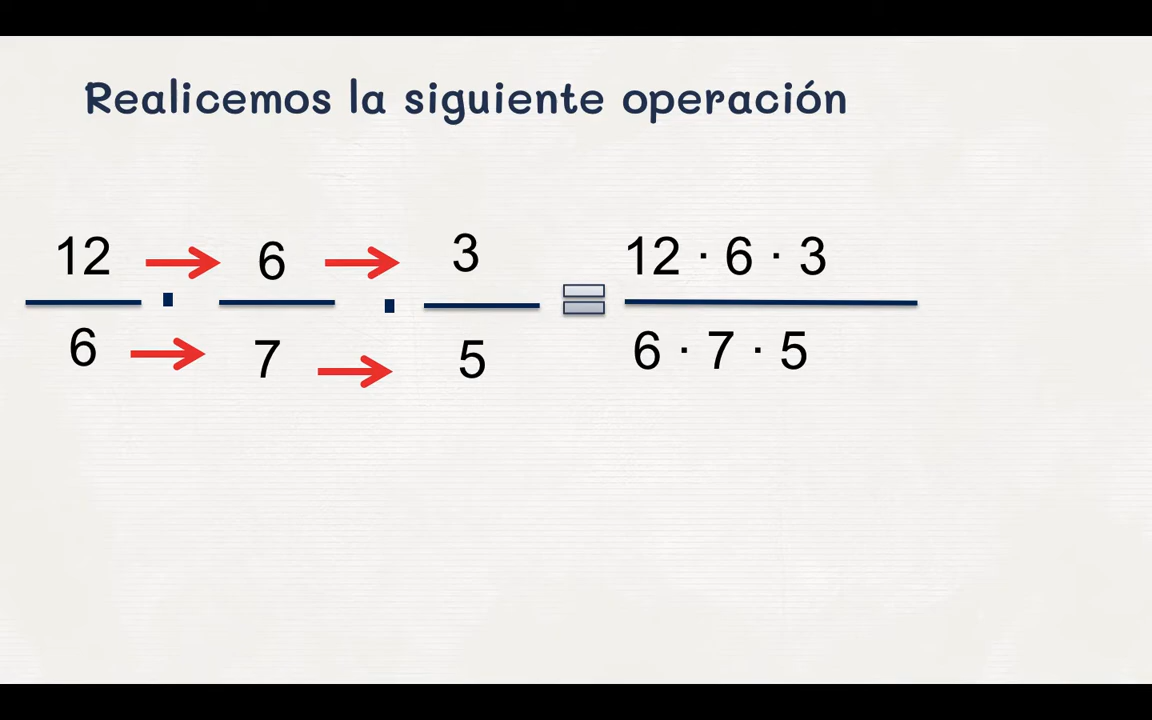 Realicemos la siguiente operación
12 6 3 12 · 6 · 3
· · =
6 7 5 6 · 7 · 5